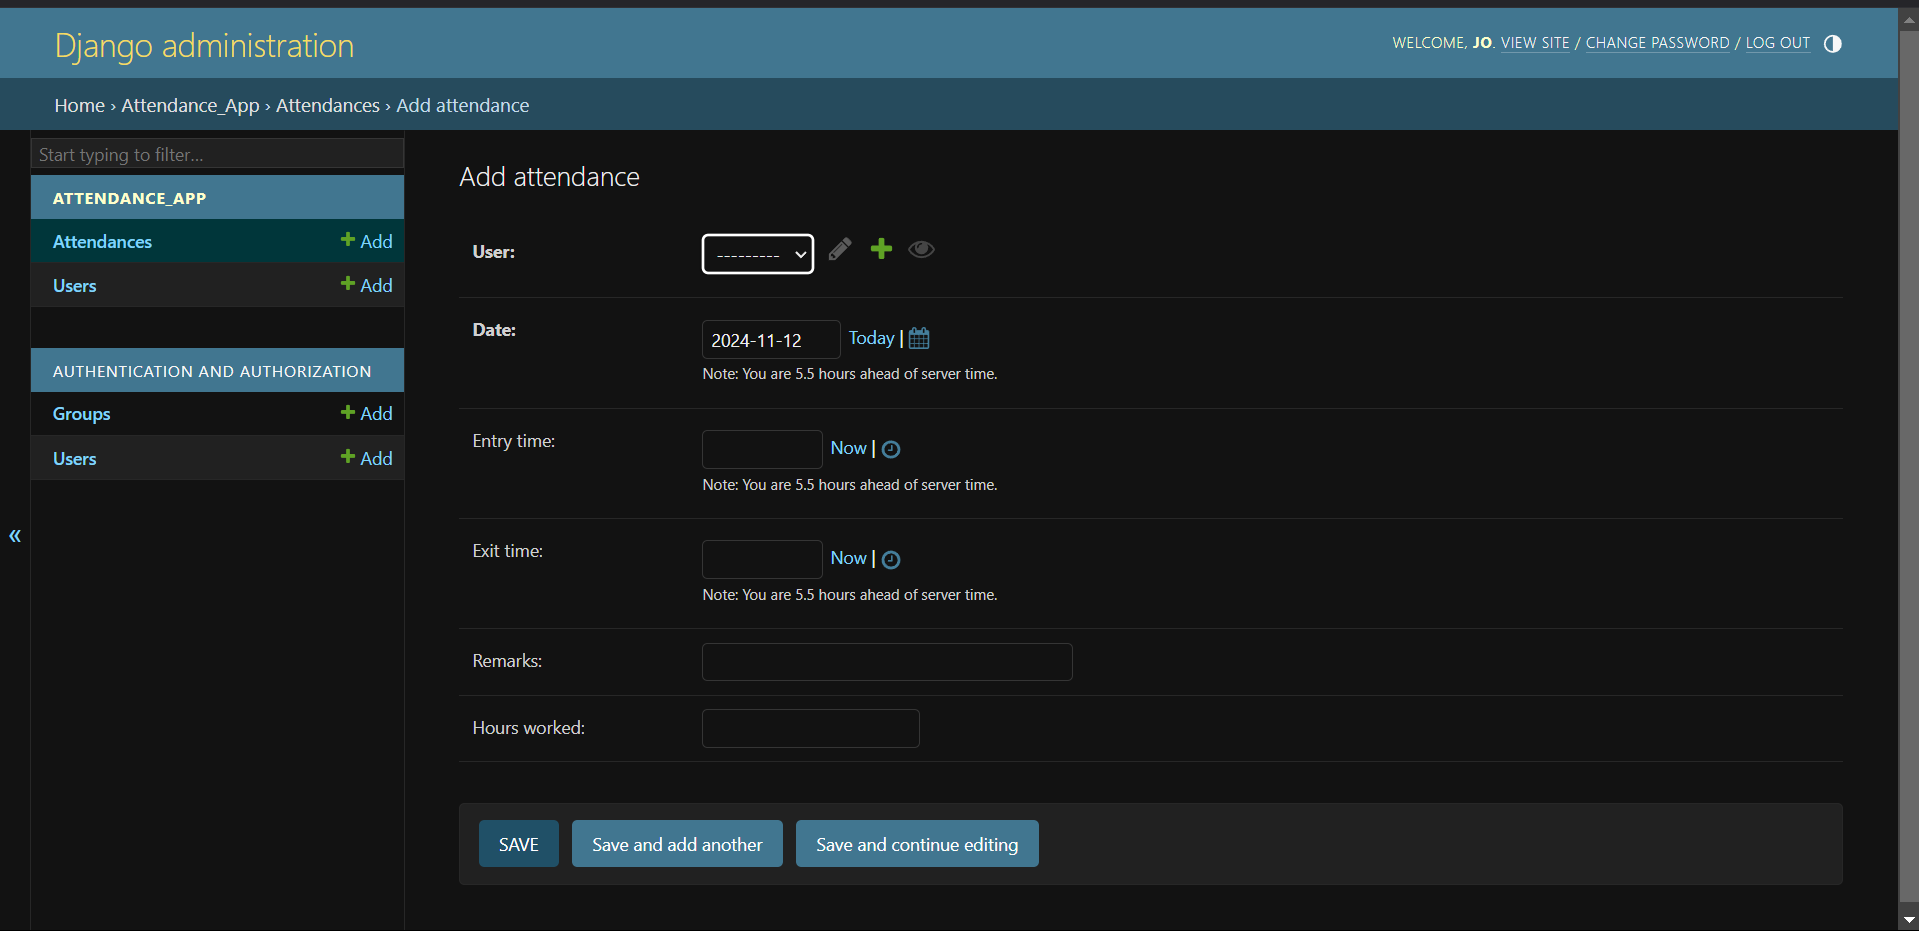 Django administration
WELCOME, JO. VIEW SITE / CHANGE PASSWORD / LOG OUT
Home › Attendance_App › Attendances › Add attendance
Start typing to filter...
ATTENDANCE_APP
Attendances + Add
Users + Add
AUTHENTICATION AND AUTHORIZATION
Groups + Add
Users + Add
«
Add attendance
User: ---------
Date: 2024-11-12 Today |
Note: You are 5.5 hours ahead of server time.
Entry time: Now |
Note: You are 5.5 hours ahead of server time.
Exit time: Now |
Note: You are 5.5 hours ahead of server time.
Remarks:
Hours worked:
SAVE Save and add another Save and continue editing